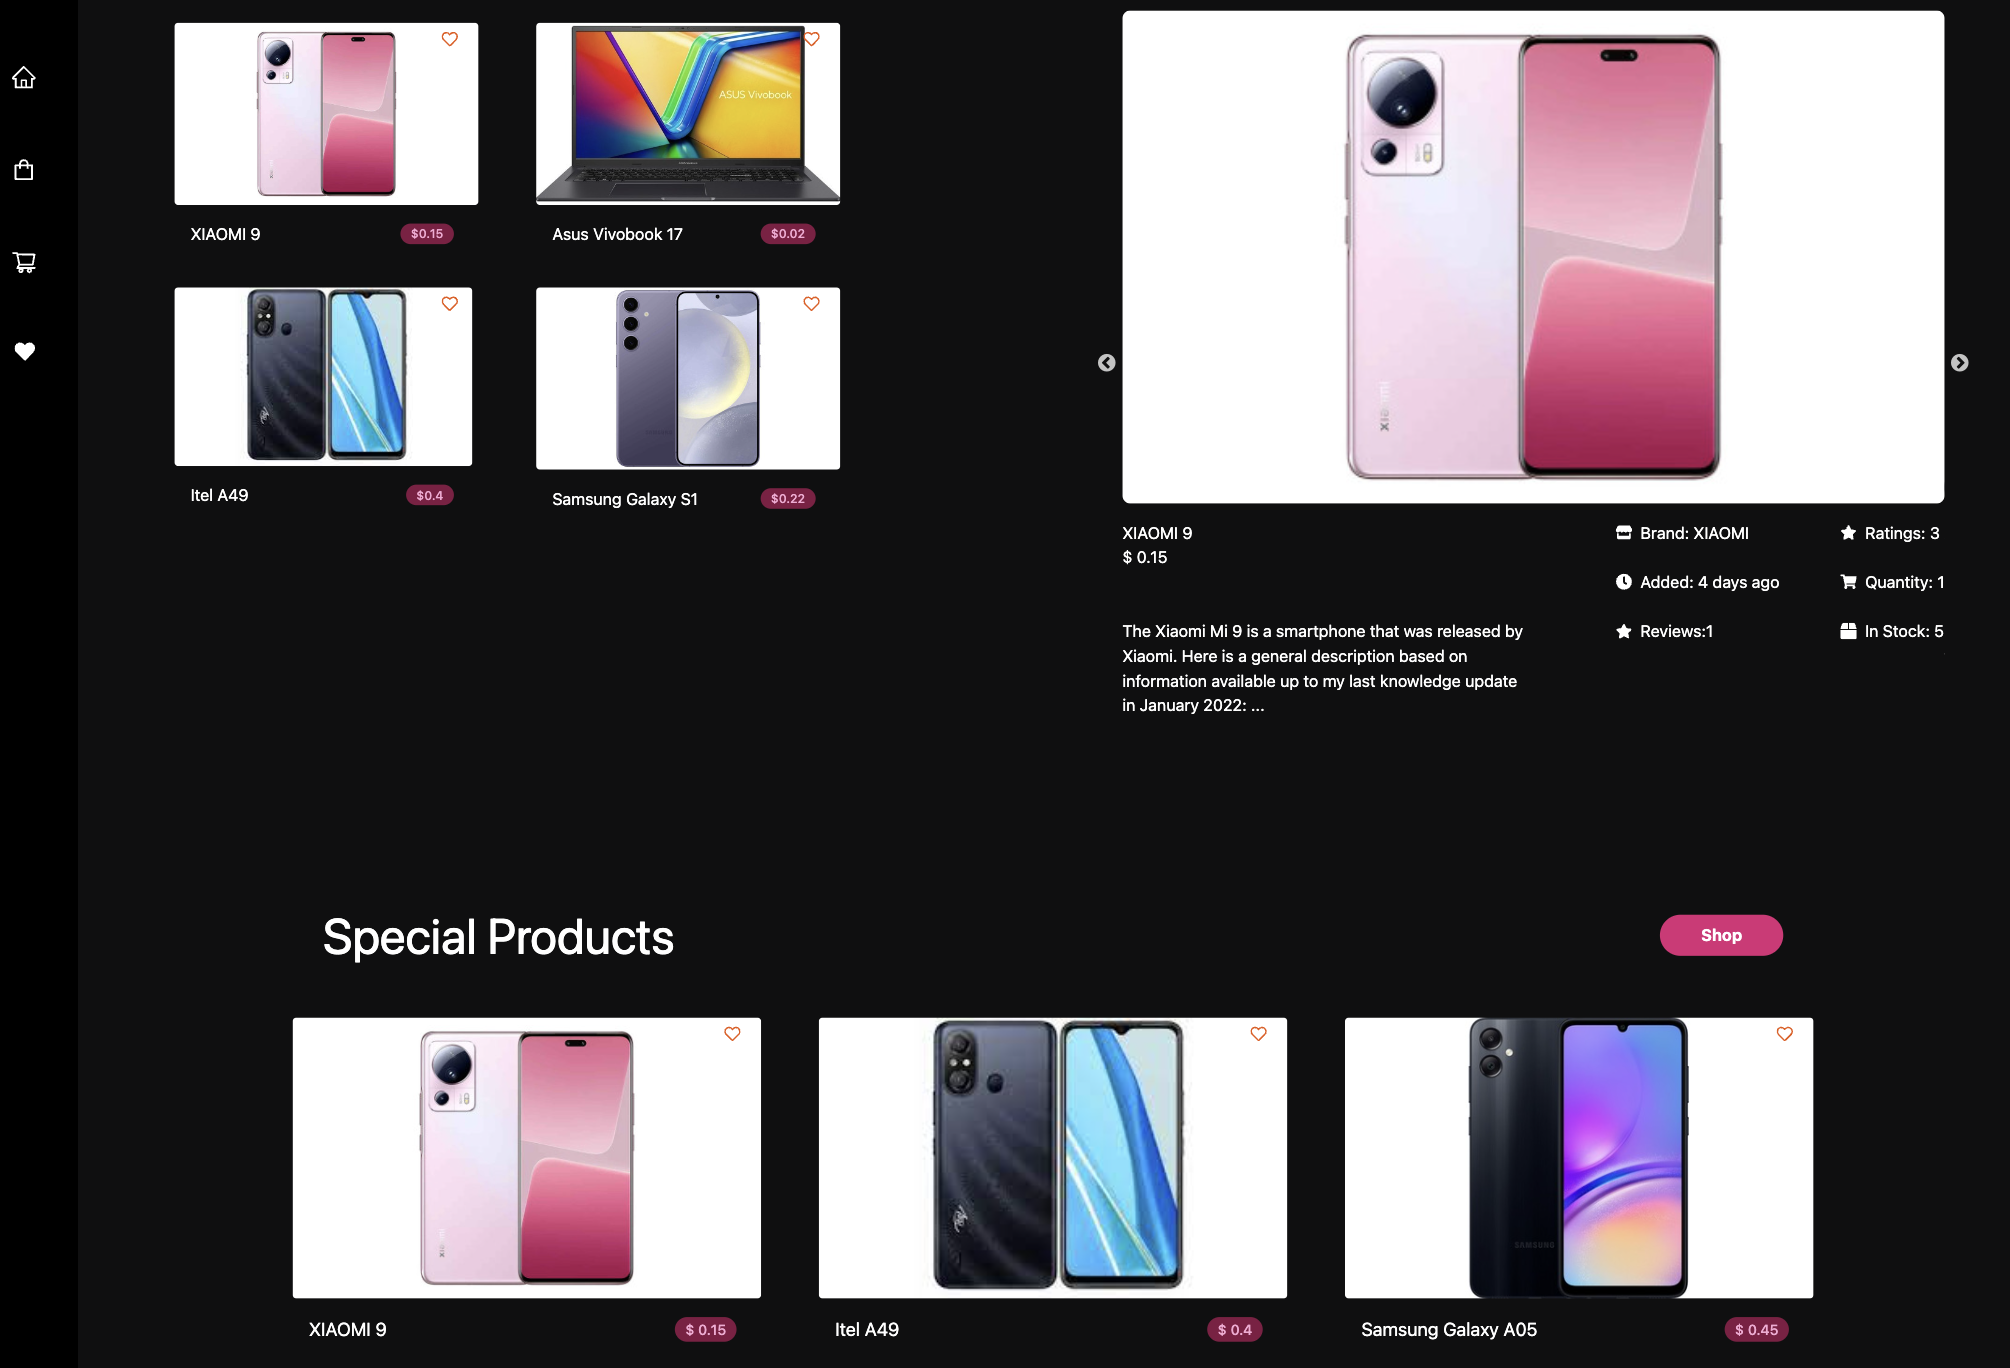 ASUS Vivobook
XIAOMI 9
$0.15
Asus Vivobook 17
$0.02
Itel A49
$0.4
Samsung Galaxy S1
$0.22
xiaomi
XIAOMI 9
$ 0.15
The Xiaomi Mi 9 is a smartphone that was released by
Xiaomi. Here is a general description based on
information available up to my last knowledge update
in January 2022: ...
Brand: XIAOMI
Added: 4 days ago
Reviews:1
Ratings: 3
Quantity: 1
In Stock: 5
Special Products
Shop
SAMSUNG
XIAOMI 9
$ 0.15
Itel A49
$ 0.4
Samsung Galaxy A05
$ 0.45